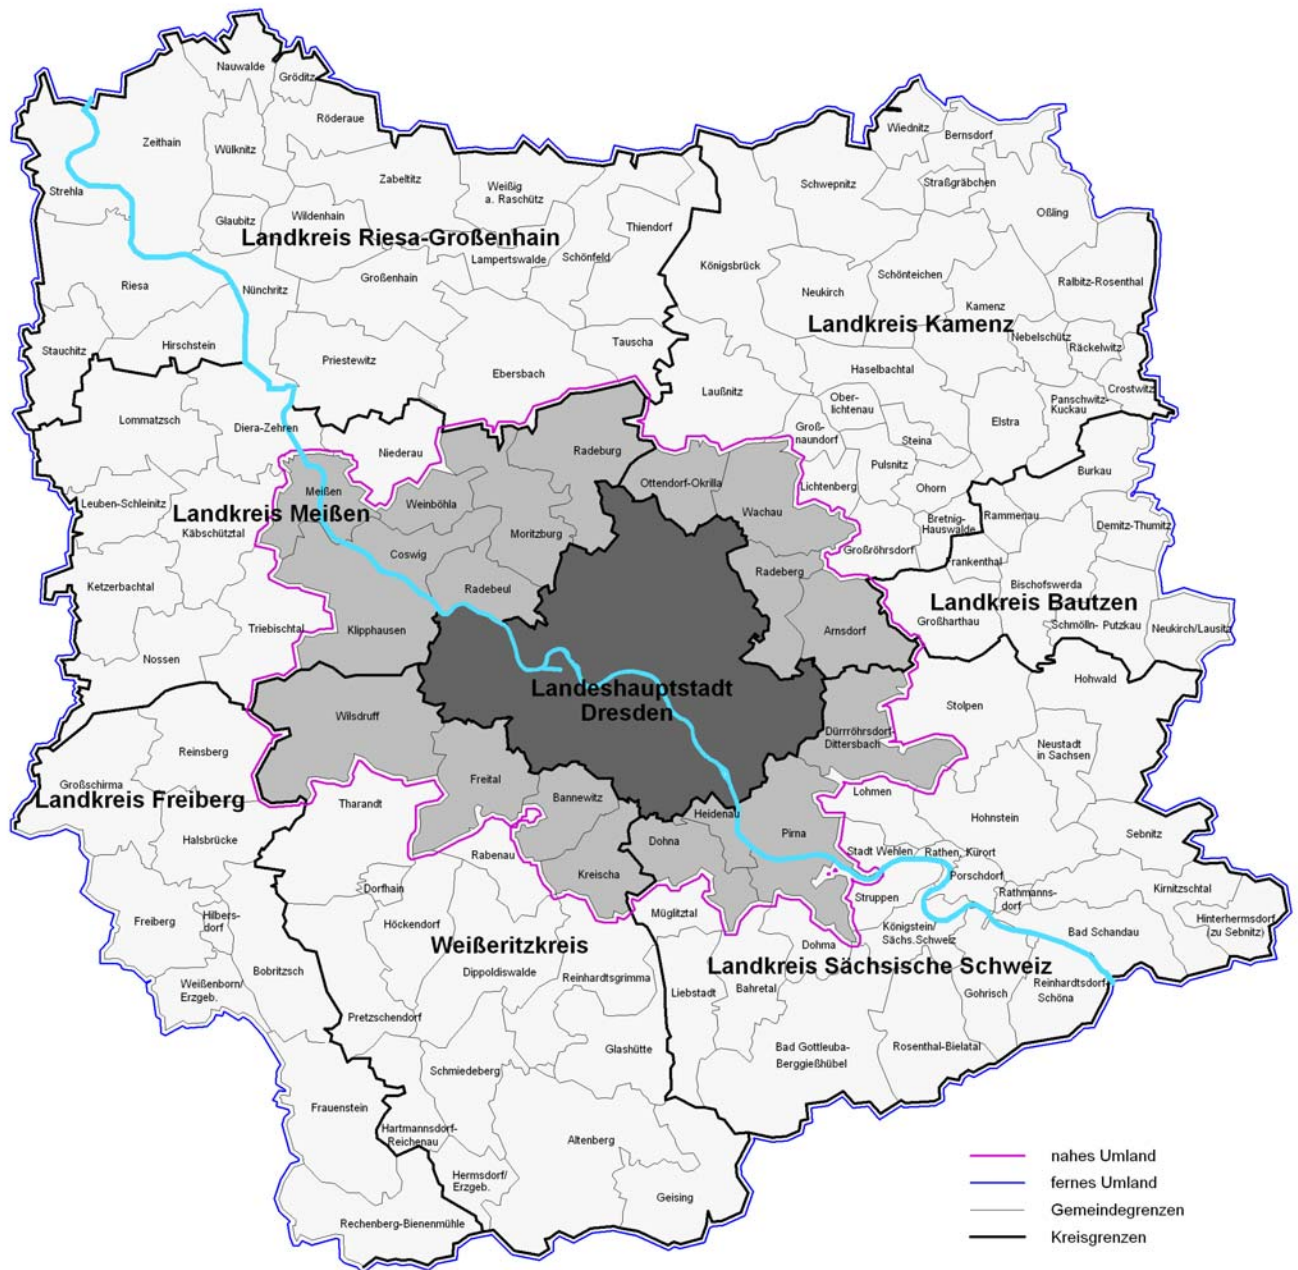 Nauwalde
Gröditz
Röderaue
Zeithain
Wülknitz
Zabeltitz
Weißig
a. Raschütz
Strehla
Glaubitz
Wildenhain
Thiendorf
Landkreis Riesa-Großenhain
Lampertswalde
Schönfeld
Großenhain
Riesa
Nünchritz
Stauchitz
Hirschstein
Priestewitz
Tauscha
Ebersbach
Wiednitz
Bernsdorf
Schwepnitz
Straßgräbchen
Oßling
Königsbrück
Schönteichen
Ralbitz-Rosenthal
Neukirch
Kamenz
Landkreis Kamenz
Nebelschütz
Räckelwitz
Haselbachtal
Crostwitz
Laußnitz
Ober-
lichtenau
Panschwitz-
Kuckau
Elstra
Groß-
naundorf
Steina
Pulsnitz
Lichtenberg
Ohorn
Bretnig-
Hauswalde
Großröhrsdorf
Lommatzsch
Diera-Zehren
Niederau
Radeburg
Ottendorf-Okrilla
Meißen
Weinböhla
Wachau
Leuben-Schleinitz
Landkreis Meißen
Käbschütztal
Moritzburg
Coswig
Radeberg
Radebeul
Ketzerbachtal
Triebischtal
Klipphausen
Arnsdorf
Nossen
Burkau
Rammenau
Demitz-Thumitz
Frankenthal
Bischofswerda
Landkreis Bautzen
Großharthau
Schmölln- Putzkau
Neukirch/Lausitz
Landeshauptstadt
Dresden
Wilsdruff
Hohwald
Stolpen
Dürrröhrsdorf-
Dittersbach
Neustadt
in Sachsen
Reinsberg
Großschirma
Landkreis Freiberg
Freital
Bannewitz
Tharandt
Heidenau
Lohmen
Hohnstein
Sebnitz
Halsbrücke
Rabenau
Dohna
Pirna
Stadt Wehlen
Rathen, Kurort
Kreischa
Porschdorf
Dorfhain
Rathmanns-
dorf
Kirnitzschtal
Struppen
Müglitztal
Freiberg
Hilbers-
dorf
Höckendorf
Königstein/
Sächs.Schweiz
Bad Schandau
Hinterhermsdorf
(zu Sebnitz)
Weißeritzkreis
Dohma
Landkreis Sächsische Schweiz
Bobritzsch
Dippoldiswalde
Reinhardtsgrimma
Weißenborn/
Erzgeb.
Liebstadt
Bahretal
Gohrisch
Reinhardtsdorf-
Schöna
Pretzschendorf
Glashütte
Bad Gottleuba-
Berggießhübel
Rosenthal-Bielatal
Schmiedeberg
Frauenstein
Hartmannsdorf-
Reichenau
Altenberg
Hermsdorf/
Erzgeb.
Geising
Rechenberg-Bienenmühle
nahes Umland
fernes Umland
Gemeindegrenzen
Kreisgrenzen